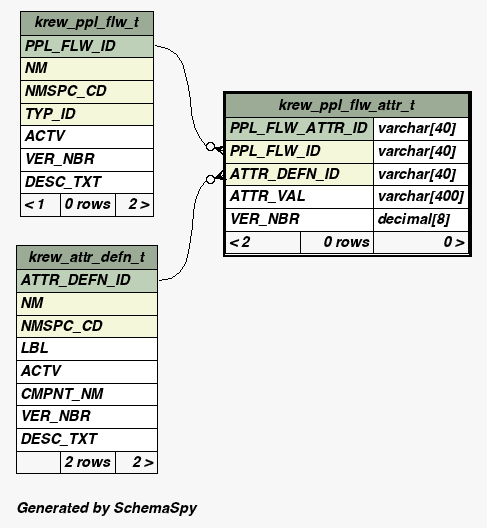 krew_ppl_flw_t
PPL_FLW_ID
NM
NMSPC_CD
TYP_ID
ACTV
VER_NBR
DESC_TXT
< 1 0 rows 2 >
krew_ppl_flw_attr_t
PPL_FLW_ATTR_ID varchar[40]
PPL_FLW_ID varchar[40]
ATTR_DEFN_ID varchar[40]
ATTR_VAL varchar[400]
VER_NBR decimal[8]
< 2 0 rows 0 >
krew_attr_defn_t
ATTR_DEFN_ID
NM
NMSPC_CD
LBL
ACTV
CMPNT_NM
VER_NBR
DESC_TXT
2 rows 2 >
Generated by SchemaSpy